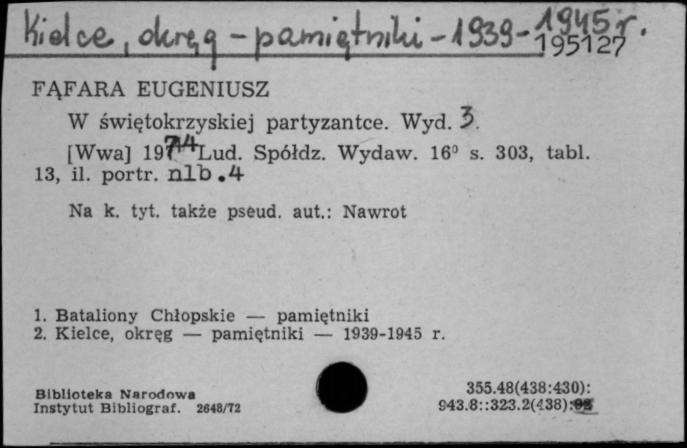 Kielce, okręg - pamiętniki - 1939-1945 r.
195127
FĄFARA EUGENIUSZ
W świętokrzyskiej partyzantce. Wyd. 3.
[Wwa] 1974 Lud. Spółdz. Wydaw. 16⁰ s. 303, tabl.
13, il. portr. nlb.4
Na k. tyt. także pseud. aut.: Nawrot
1. Bataliony Chłopskie — pamiętniki
2. Kielce, okręg — pamiętniki — 1939-1945 r.
Biblioteka Narodowa
Instytut Bibliograf. 2648/72
355.48(438:430):
943.8::323.2(438):